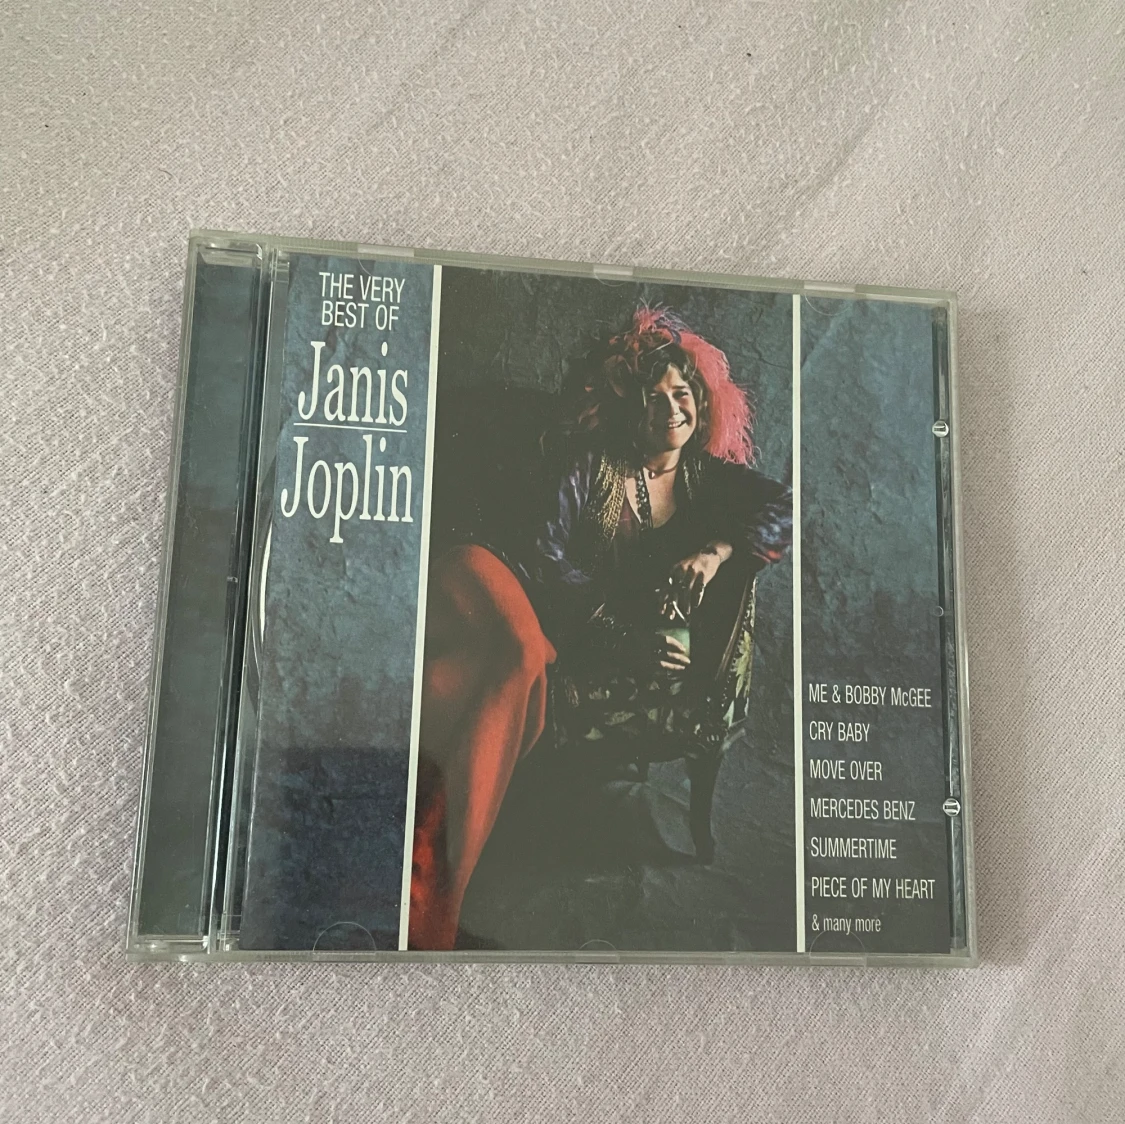 THE VERY
BEST OF
Janis
Joplin
ME & BOBBY McGEE
CRY BABY
MOVE OVER
MERCEDES BENZ
SUMMERTIME
PIECE OF MY HEART
& many more